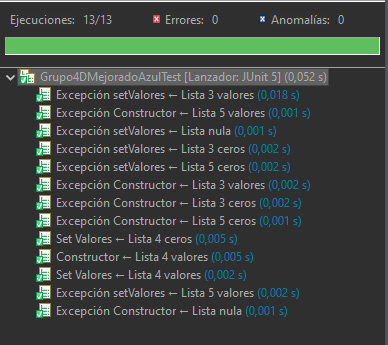 Ejecuciones: 13/13 Errores: 0 Anomalías: 0
Grupo4DMejoradoAzulTest [Lanzador: JUnit 5] (0,052 s)
Excepción setValores ← Lista 3 valores (0,018 s)
Excepción Constructor ← Lista 5 valores (0,001 s)
Excepción setValores ← Lista nula (0,001 s)
Excepción setValores ← Lista 3 ceros (0,002 s)
Excepción setValores ← Lista 5 ceros (0,002 s)
Excepción Constructor ← Lista 3 valores (0,002 s)
Excepción Constructor ← Lista 3 ceros (0,002 s)
Excepción Constructor ← Lista 5 ceros (0,001 s)
Set Valores ← Lista 4 ceros (0,005 s)
Constructor ← Lista 4 valores (0,005 s)
Set Valores ← Lista 4 valores (0,002 s)
Excepción setValores ← Lista 5 valores (0,002 s)
Excepción Constructor ← Lista nula (0,001 s)